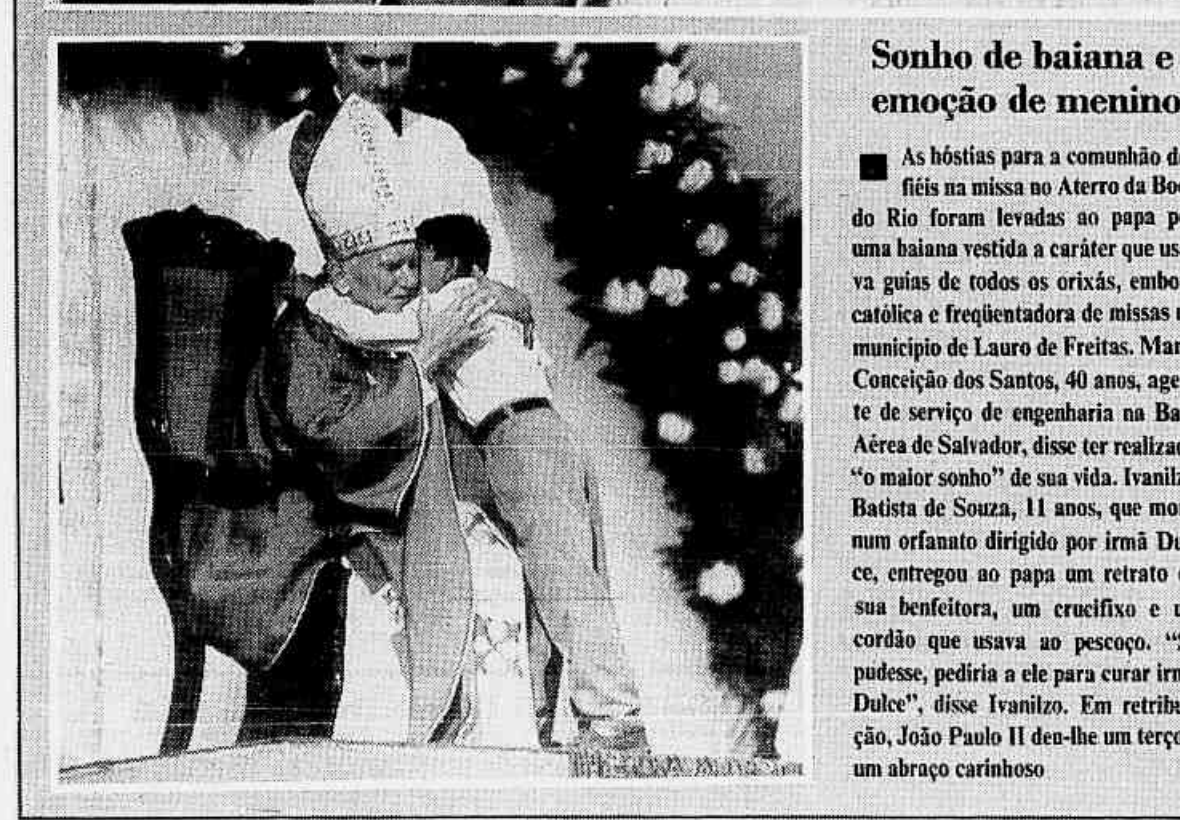 Sonho de baiana e
emoção de menino
As hóstias para a comunhão d
fiéis na missa no Aterro da Boc
do Rio foram levadas ao papa p
uma baiana vestida a caráter que us
va guias de todos os orixás, embo
católica e freqüentadora de missas
município de Lauro de Freitas. Mar
Conceição dos Santos, 40 anos, age
te de serviço de engenharia na Ba
Aérea de Salvador, disse ter realiza
"o maior sonho" de sua vida. Ivanilz
Batista de Souza, 11 anos, que mor
num orfanato dirigido por irmã Du
ce, entregou ao papa um retrato
sua benfeitora, um crucifixo e u
cordão que usava ao pescoço.
pudesse, pediria a ele para curar irm
Dulce", disse Ivanilzo. Em retribu
ção, João Paulo II deu-lhe um terço
um abraço carinhoso